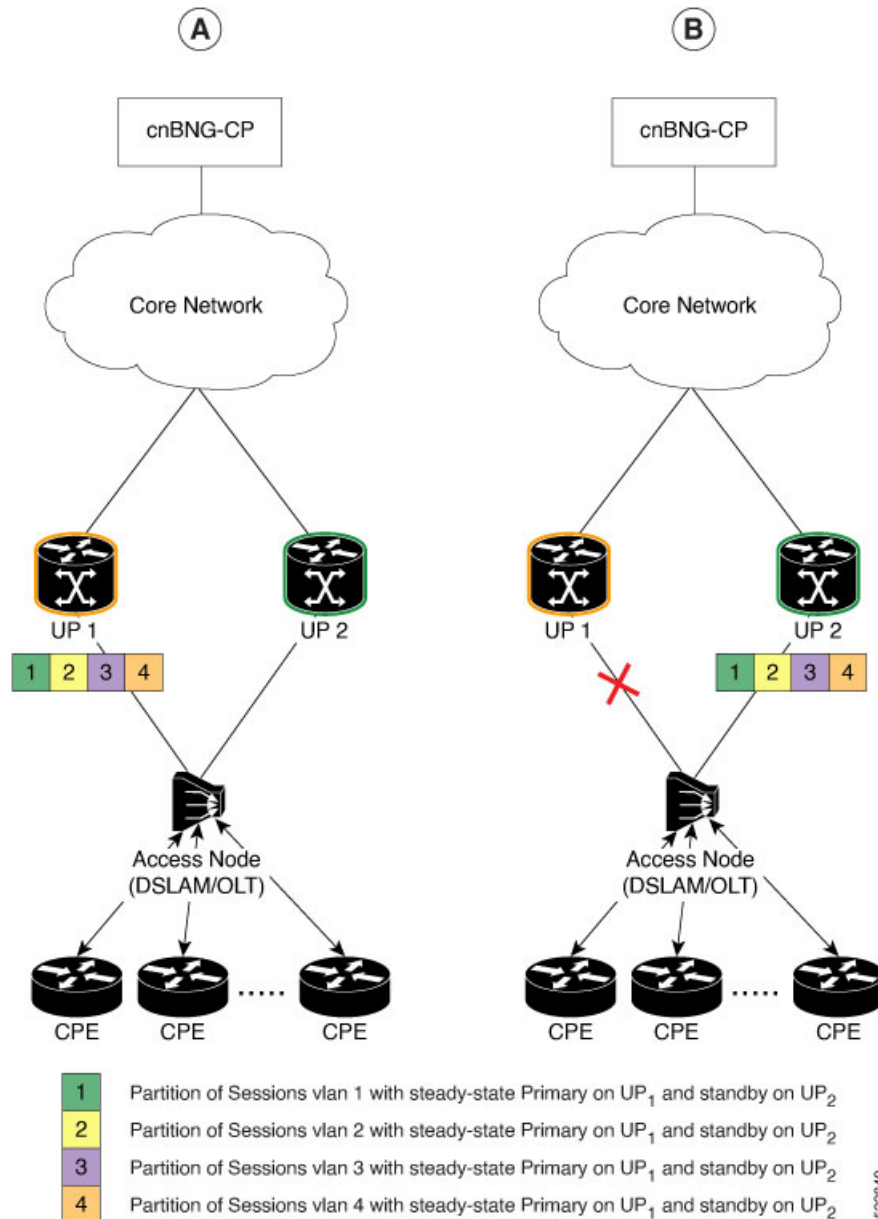 A
B
cnBNG-CP
cnBNG-CP
Core Network
Core Network
UP 1
UP 2
UP 1
UP 2
1 2 3 4
1 2 3 4
Access Node
(DSLAM/OLT)
Access Node
(DSLAM/OLT)
CPE CPE ..... CPE
CPE CPE ..... CPE
1 Partition of Sessions vlan 1 with steady-state Primary on UP₁ and standby on UP₂
2 Partition of Sessions vlan 2 with steady-state Primary on UP₁ and standby on UP₂
3 Partition of Sessions vlan 3 with steady-state Primary on UP₁ and standby on UP₂
4 Partition of Sessions vlan 4 with steady-state Primary on UP₁ and standby on UP₂